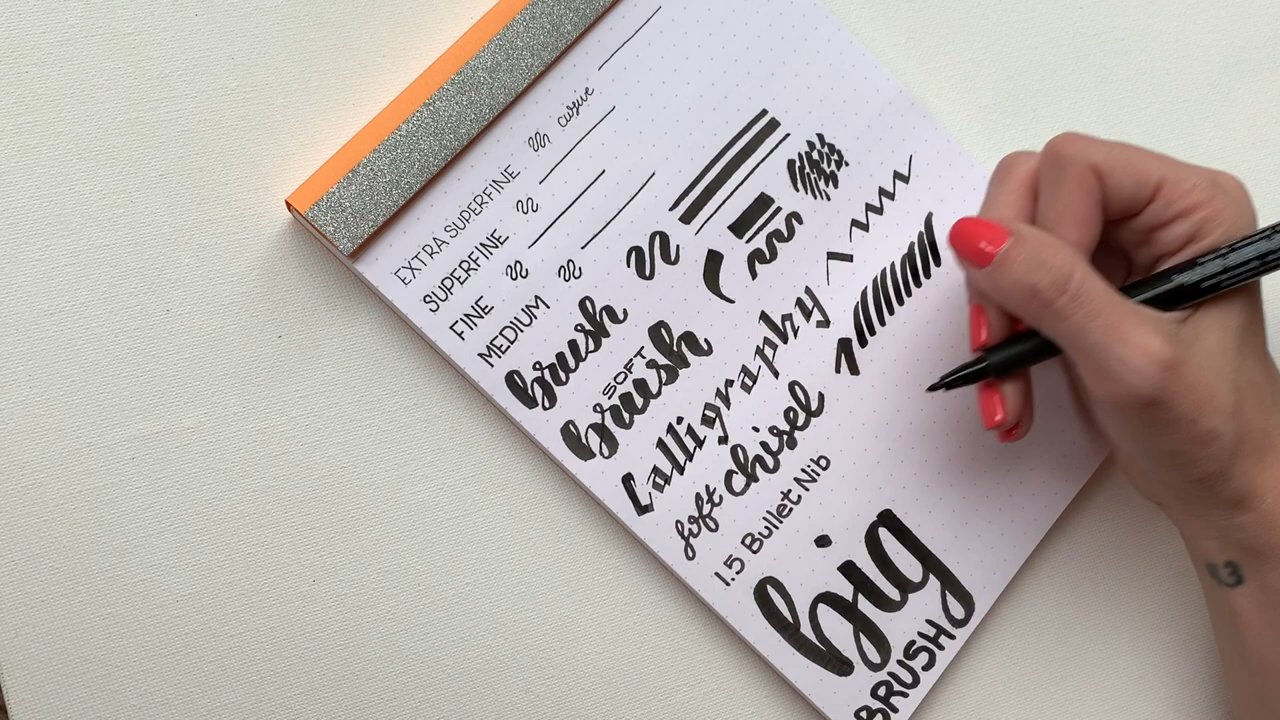 EXTRA SUPERFINE cursive
SUPERFINE
FINE
MEDIUM
brush
SOFT
brush
Calligraphy
soft chisel
1.5 Bullet Nib
big
BRUSH